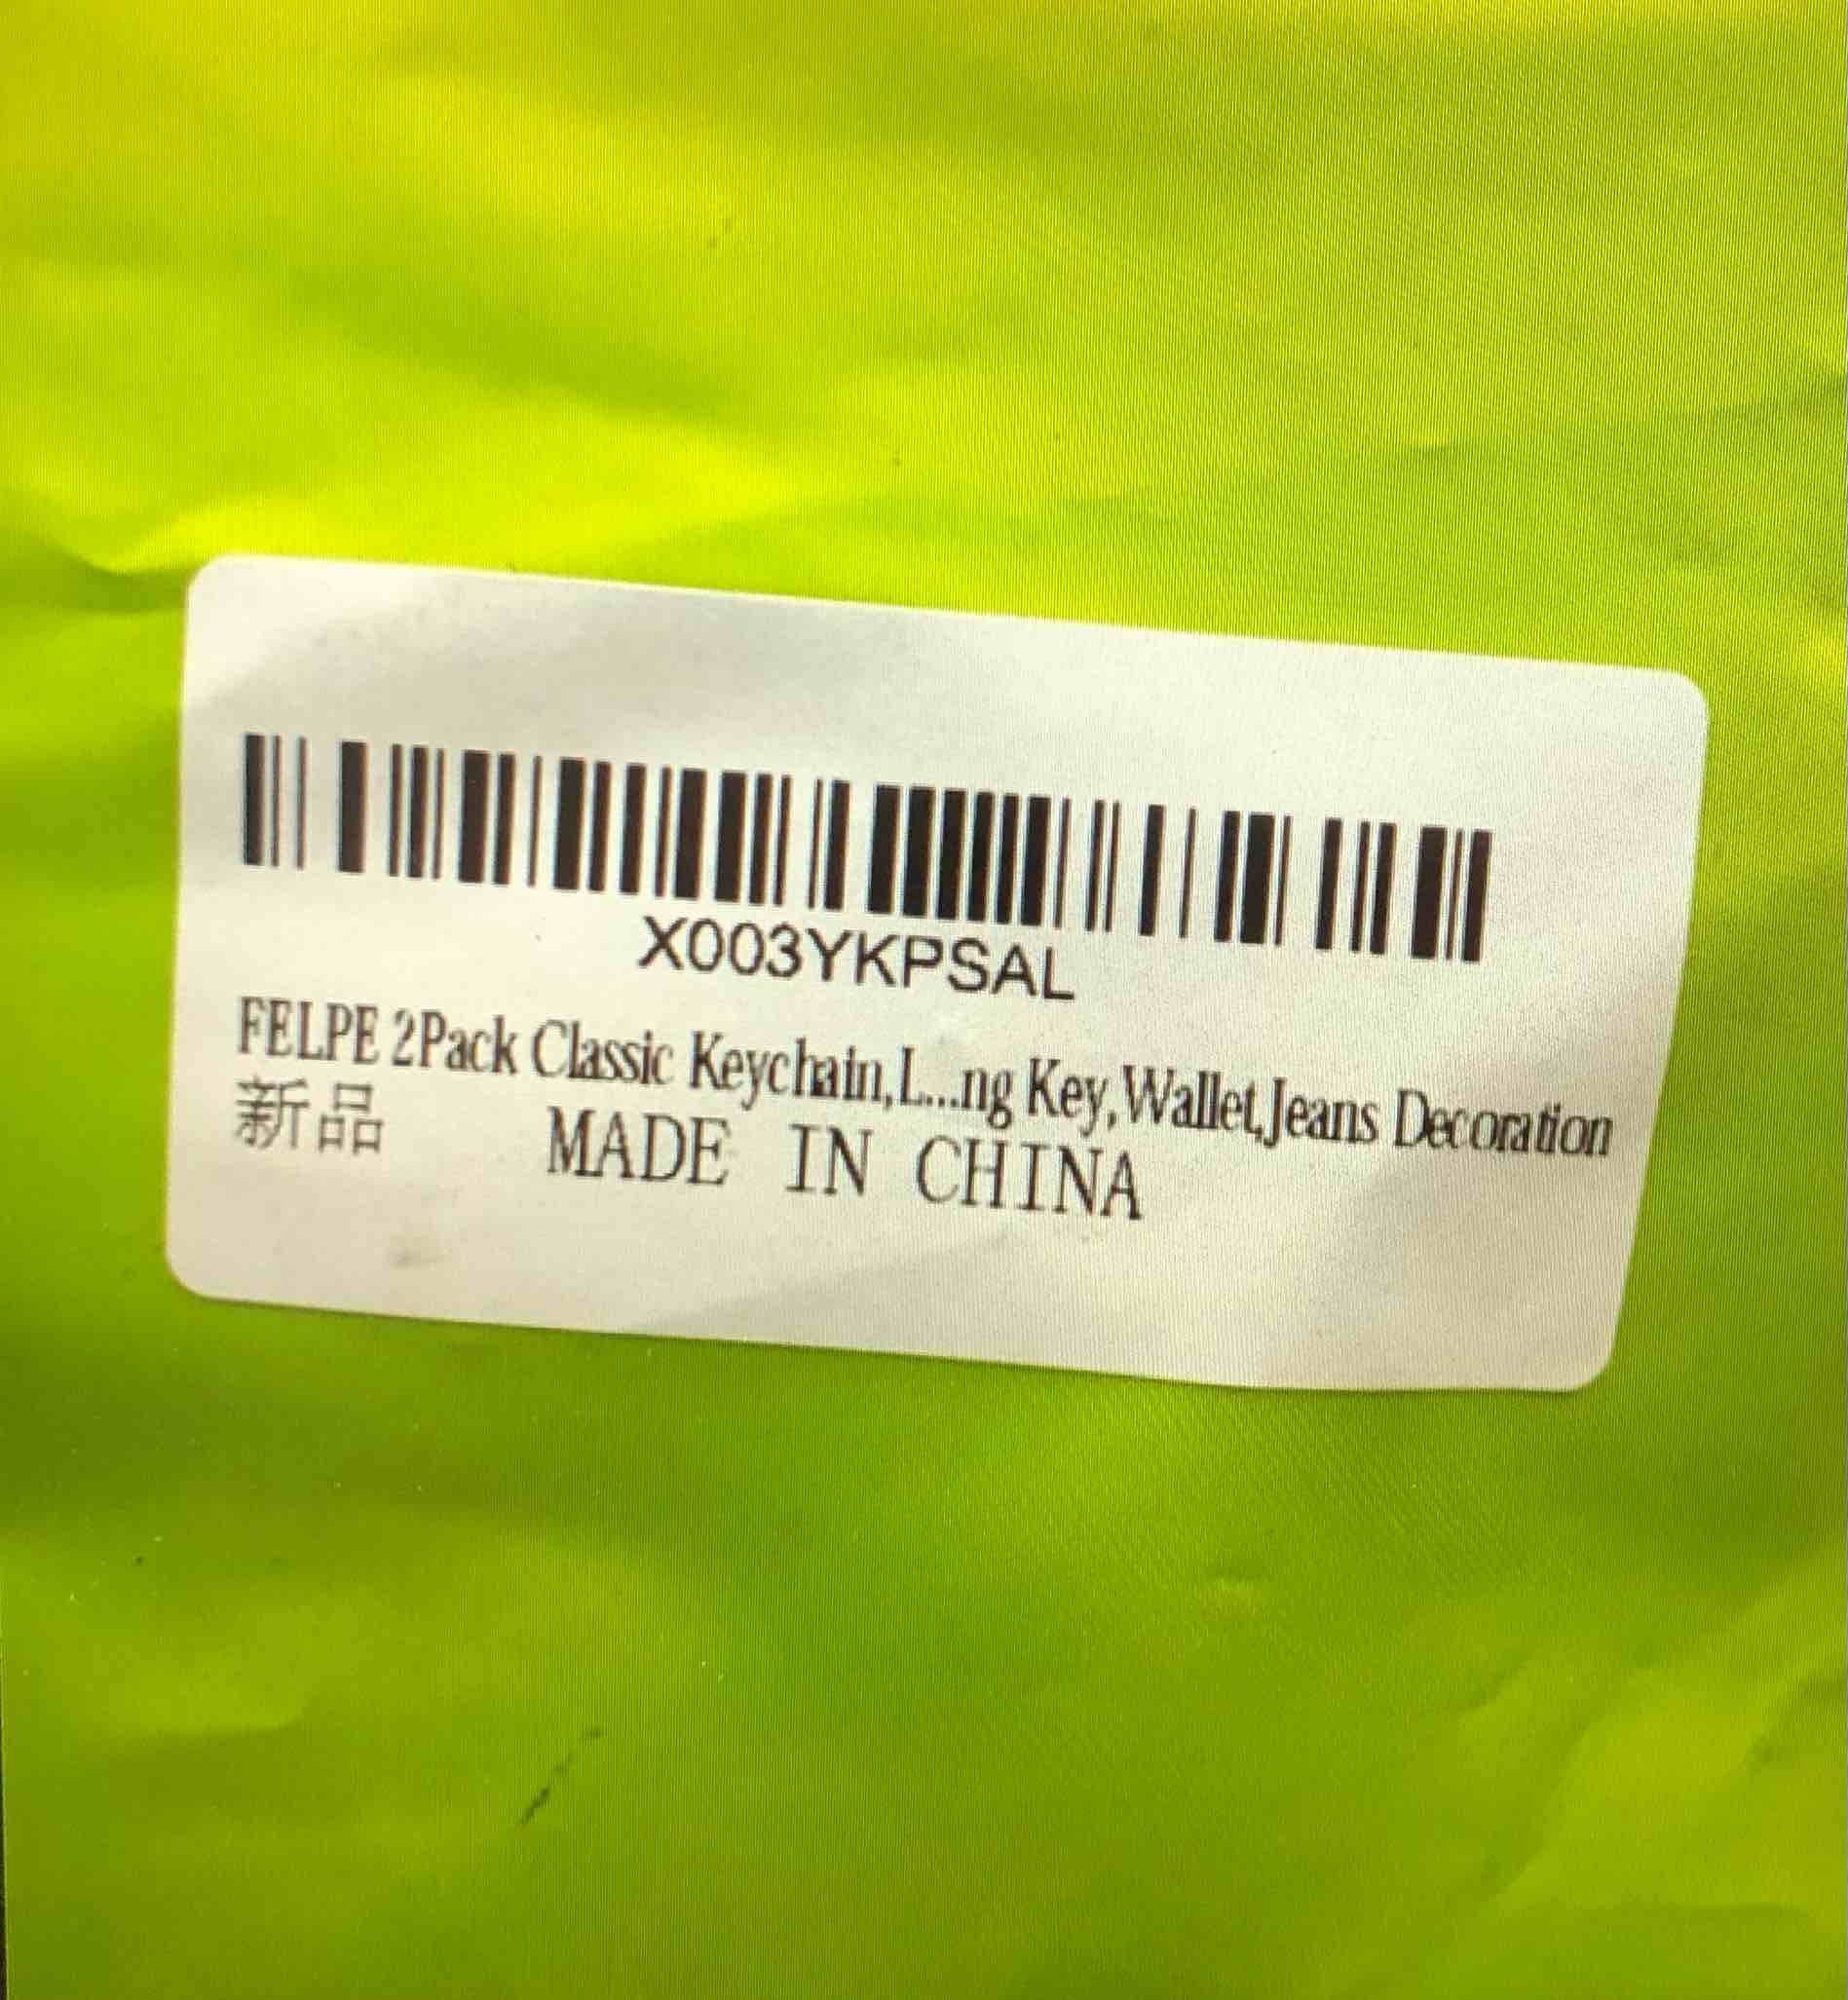 X003YKPSAL
FELPE 2Pack Classic Keychain,L...ng Key,Wallet,Jeans Decoration
新品 MADE IN CHINA